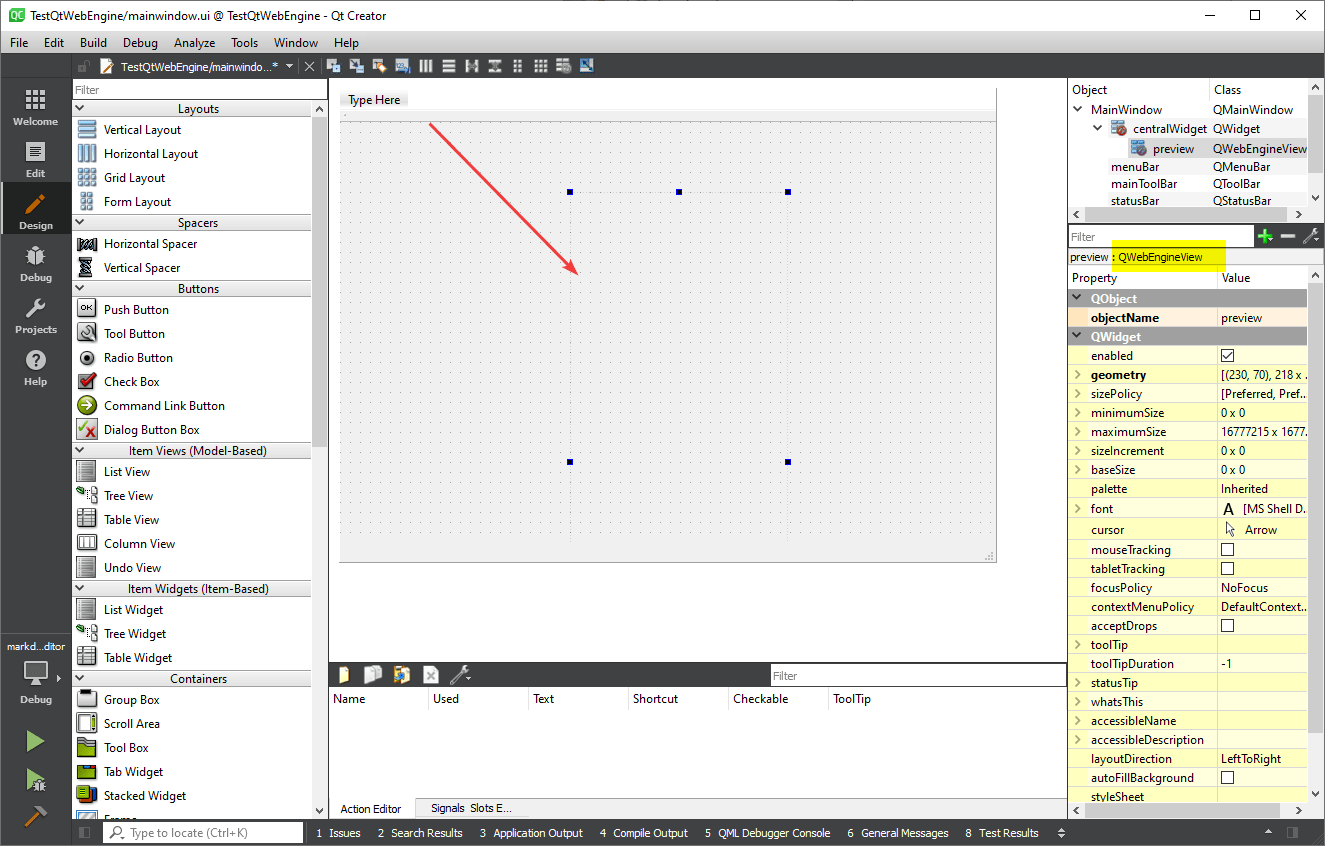 QC TestQtWebEngine/mainwindow.ui @ TestQtWebEngine - Qt Creator
File Edit Build Debug Analyze Tools Window Help
TestQtWebEngine/mainwindo...*
Welcome
Edit
Design
Debug
Projects
Help
markd...ditor
Debug
Filter
Layouts
Vertical Layout
Horizontal Layout
Grid Layout
Form Layout
Spacers
Horizontal Spacer
Vertical Spacer
Buttons
OK Push Button
Tool Button
Radio Button
Check Box
Command Link Button
Dialog Button Box
Item Views (Model-Based)
List View
Tree View
Table View
Column View
Undo View
Item Widgets (Item-Based)
List Widget
Tree Widget
Table Widget
Containers
Group Box
Scroll Area
Tool Box
Tab Widget
Stacked Widget
Frame
Type Here
Filter
Name Used Text Shortcut Checkable ToolTip
Action Editor Signals Slots E...
Object Class
MainWindow QMainWindow
centralWidget QWidget
preview QWebEngineView
menuBar QMenuBar
mainToolBar QToolBar
statusBar QStatusBar
Filter
preview : QWebEngineView
Property Value
QObject
objectName preview
QWidget
enabled
geometry [(230, 70), 218 x ...
sizePolicy [Preferred, Pref...
minimumSize 0 x 0
maximumSize 16777215 x 1677...
sizeIncrement 0 x 0
baseSize 0 x 0
palette Inherited
font A [MS Shell D...
cursor Arrow
mouseTracking
tabletTracking
focusPolicy NoFocus
contextMenuPolicy DefaultContext...
acceptDrops
toolTip
toolTipDuration -1
statusTip
whatsThis
accessibleName
accessibleDescription
layoutDirection LeftToRight
autoFillBackground
styleSheet
Type to locate (Ctrl+K) 1 Issues 2 Search Results 3 Application Output 4 Compile Output 5 QML Debugger Console 6 General Messages 8 Test Results